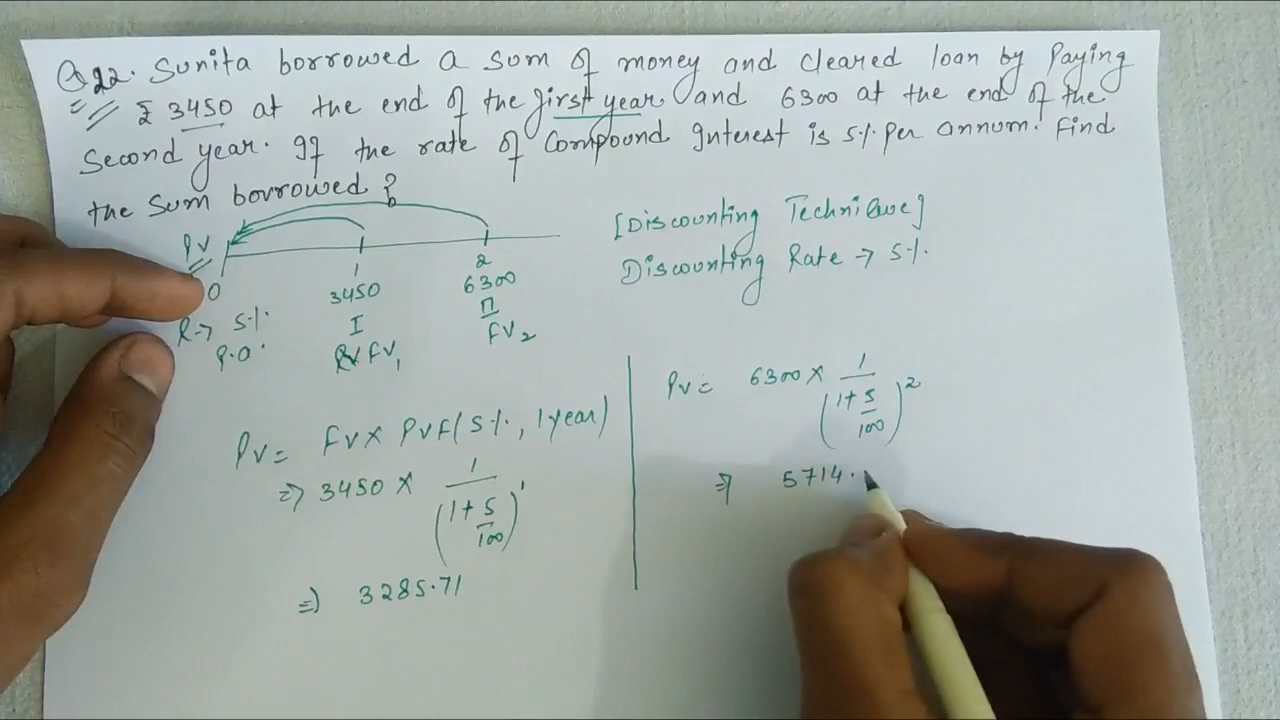 Q 22. Sunita borrowed a sum of money and cleared loan by Paying
₹ 3450 at the end of the first year and 6300 at the end of the
Second year. If the rate of Compound Interest is 5% per annum. Find
the Sum borrowed ?
[Discounting Technique]
Discounting Rate → 5%.
PV
0 1 2
3450 6300
R → 5% I II
P.a. FV1 FV2
PV = FV × PVF(5%, 1 year)
⇒ 3450 × 1/(1+5/100)^1
⇒ 3285.71
PV = 6300 × 1/(1+5/100)^2
⇒ 5714.